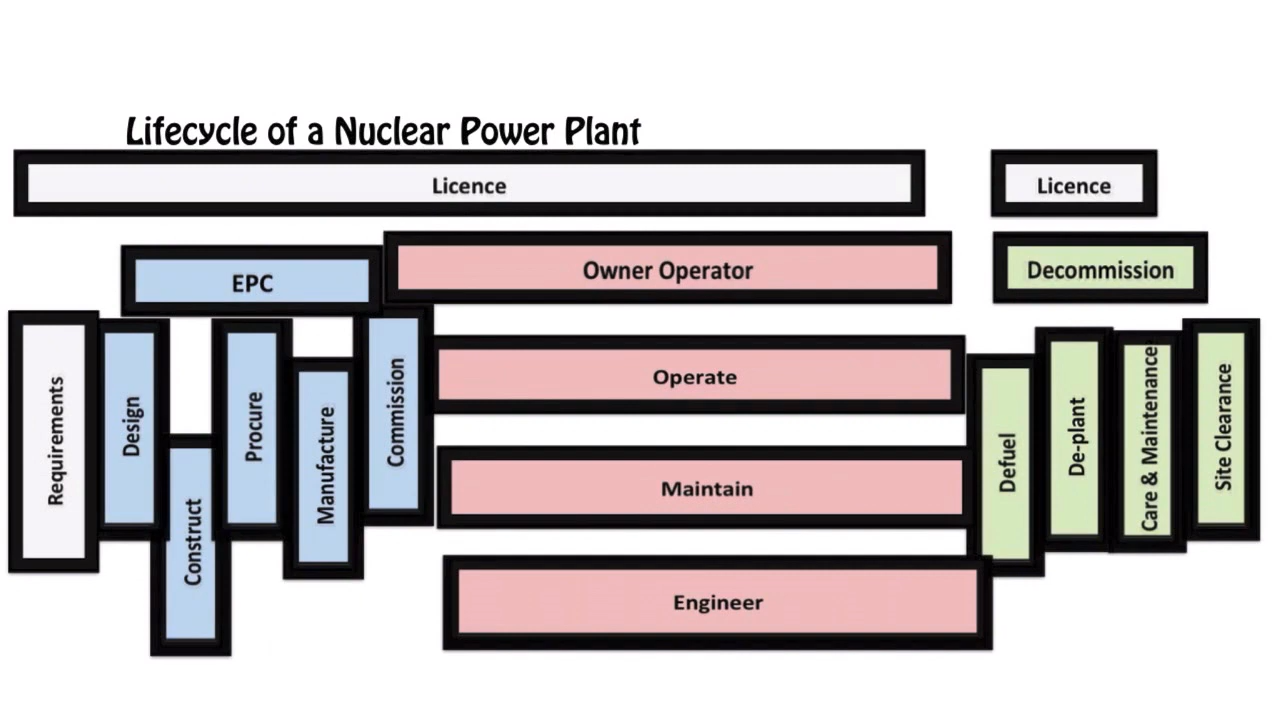 Lifecycle of a Nuclear Power Plant
Licence
Licence
EPC
Owner Operator
Decommission
Requirements
Design
Construct
Procure
Manufacture
Commission
Operate
Maintain
Engineer
Defuel
De-plant
Care & Maintenance
Site Clearance